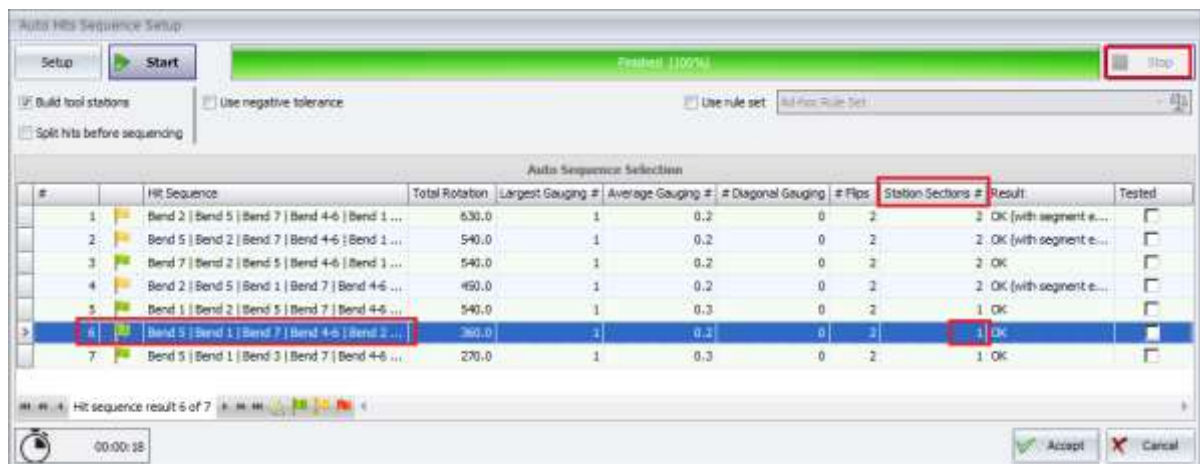 Auto Hits Sequence Setup
Setup Start Finished [100%] Stop
Build tool stations Use negative tolerance Use rule set Ad-hoc Rule Set
Split hits before sequencing
Auto Sequence Selection
# Hit Sequence Total Rotation Largest Gauging # Average Gauging # # Diagonal Gauging # Flips Station Sections # Result Tested
1 Bend 2 | Bend 5 | Bend 7 | Bend 4-6 | Bend 1 ... 630.0 1 0.2 0 2 2 OK (with segment e...
2 Bend 5 | Bend 2 | Bend 7 | Bend 4-6 | Bend 1 ... 540.0 1 0.2 0 2 2 OK (with segment e...
3 Bend 7 | Bend 2 | Bend 5 | Bend 4-6 | Bend 1 ... 540.0 1 0.2 0 2 2 OK
4 Bend 2 | Bend 5 | Bend 1 | Bend 7 | Bend 4-6 ... 450.0 1 0.2 0 2 2 OK (with segment e...
5 Bend 1 | Bend 2 | Bend 5 | Bend 7 | Bend 4-6 ... 540.0 1 0.3 0 2 1 OK
6 Bend 5 | Bend 1 | Bend 7 | Bend 4-6 | Bend 2 ... 360.0 1 0.2 0 2 1 OK
7 Bend 5 | Bend 1 | Bend 3 | Bend 7 | Bend 4-6 ... 270.0 1 0.3 0 2 1 OK
Hit sequence result 6 of 7
00:00:18 Accept Cancel